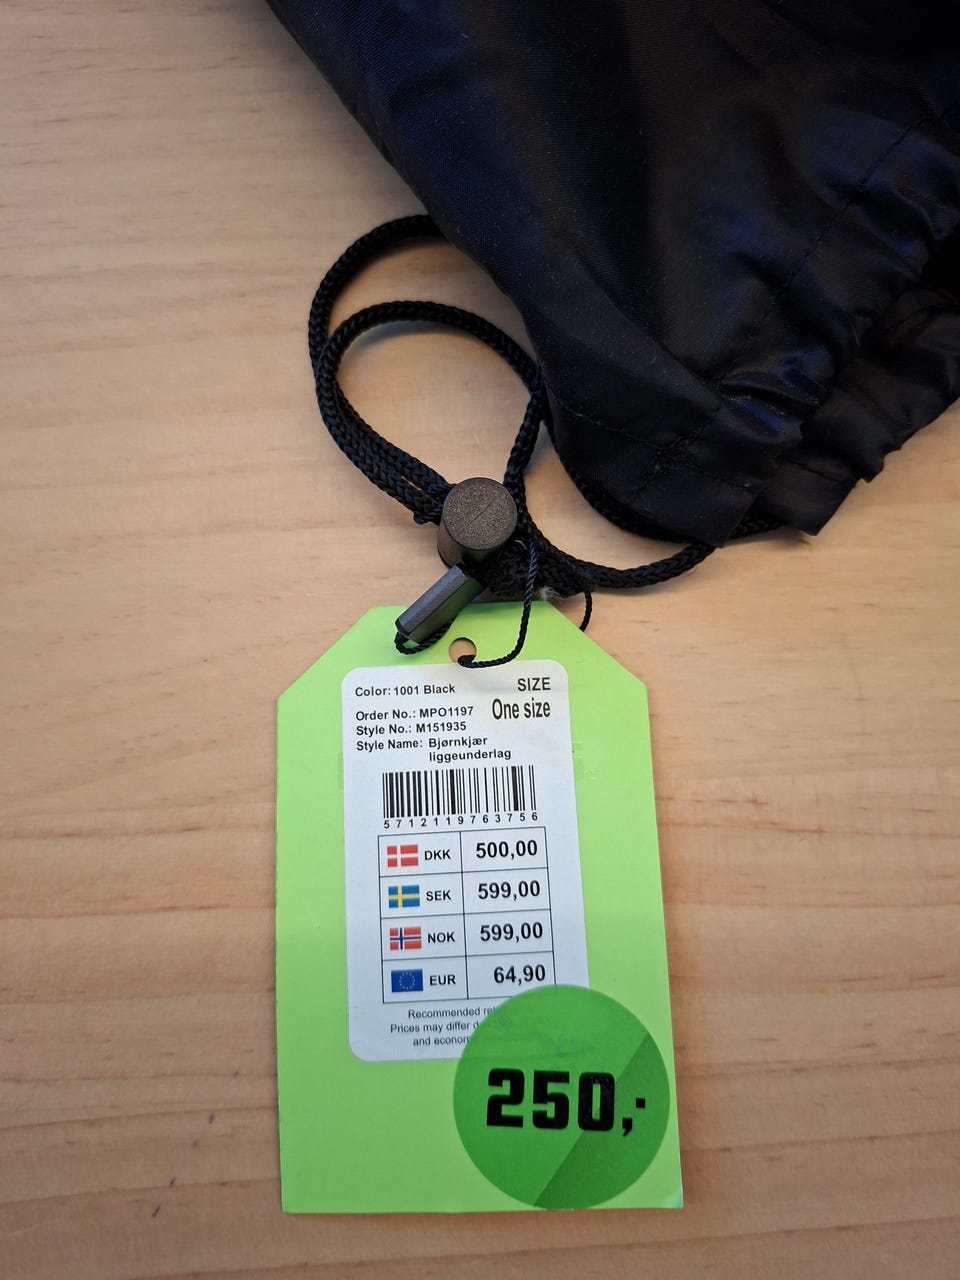 Color: 1001 Black
SIZE
One size
Order No.: MPO1197
Style No.: M151935
Style Name: Bjørnkjær
liggeunderlag
5712119763756
DKK 500,00
SEK 599,00
NOK 599,00
EUR 64,90
Recommended
Prices may differ
and
250,-